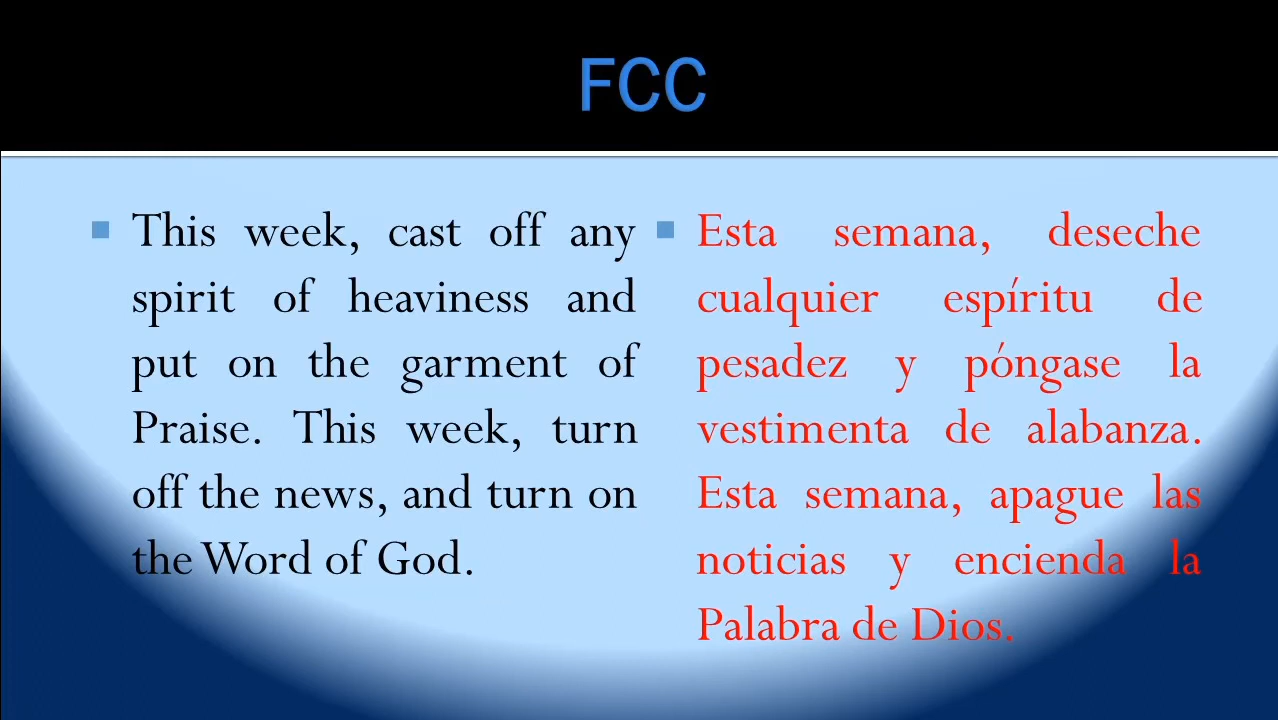 FCC
This week, cast off any
spirit of heaviness and
put on the garment of
Praise. This week, turn
off the news, and turn on
the Word of God.
Esta semana, deseche
cualquier espíritu de
pesadez y póngase la
vestimenta de alabanza.
Esta semana, apague las
noticias y encienda la
Palabra de Dios.